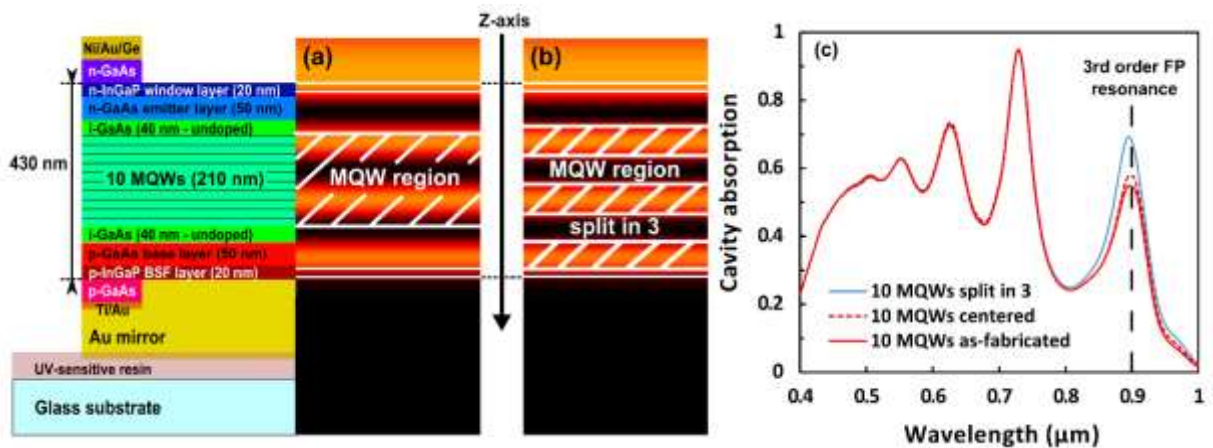 Ni/Au/Ge
n-GaAs
n-InGaP window layer (20 nm)
n-GaAs emitter layer (50 nm)
i-GaAs (40 nm - undoped)
430 nm
10 MQWs (210 nm)
i-GaAs (40 nm - undoped)
p-GaAs base layer (50 nm)
p-InGaP BSF layer (20 nm)
p-GaAs
Ti/Au
Au mirror
UV-sensitive resin
Glass substrate
(a)
MQW region
Z-axis
(b)
MQW region
split in 3
(c)
3rd order FP
resonance
Cavity absorption
1
0.8
0.6
0.4
0.2
0
10 MQWs split in 3
10 MQWs centered
10 MQWs as-fabricated
0.4 0.5 0.6 0.7 0.8 0.9 1
Wavelength (μm)